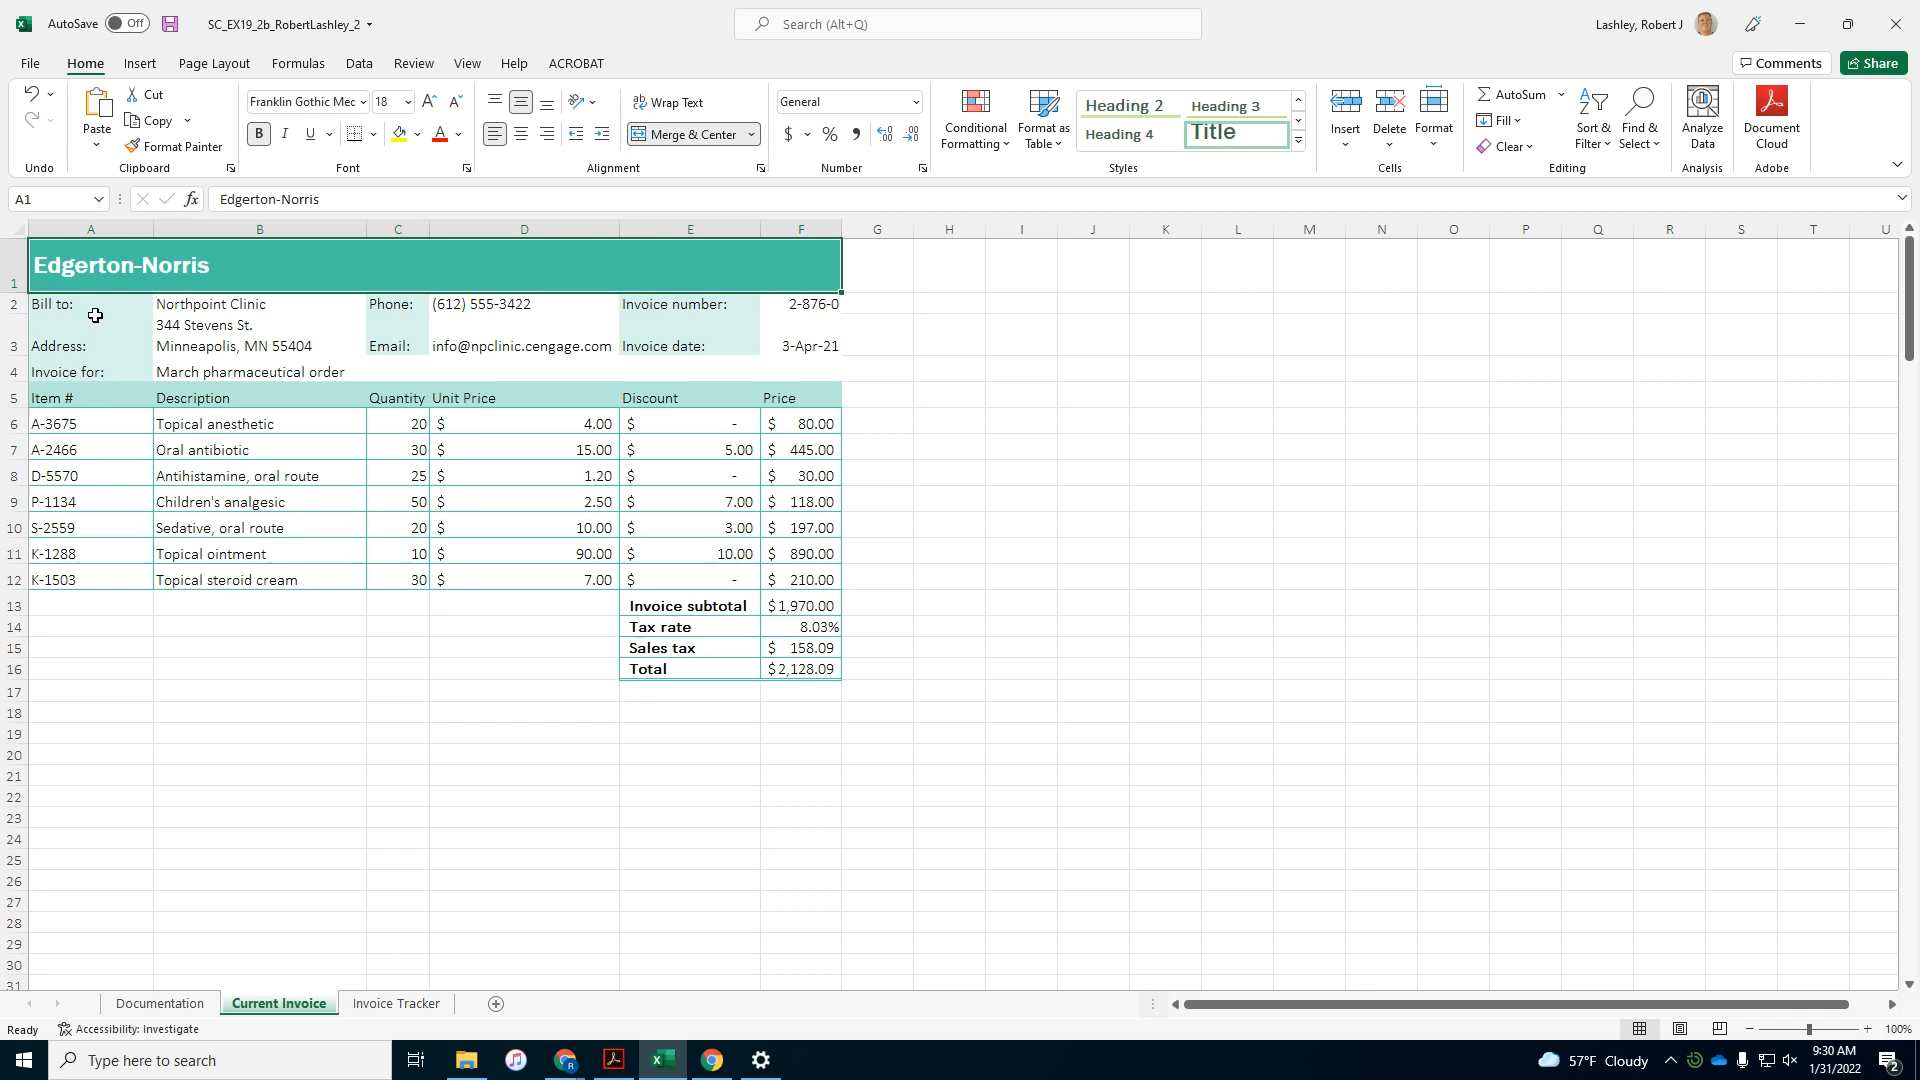 AutoSave Off SC_EX19_2b_RobertLashley_2 Search (Alt+Q) Lashley, Robert J
File Home Insert Page Layout Formulas Data Review View Help ACROBAT Comments Share
Cut Franklin Gothic Mec 18 Wrap Text General Heading 2 Heading 3 AutoSum
Paste Copy Conditional Formatting Format as Table Insert Delete Format Fill Sort & Filter Find & Select Analyze Data Document Cloud
Format Painter B I U A Merge & Center $ % Heading 4 Title Clear
Undo Clipboard Font Alignment Number Styles Cells Editing Analysis Adobe
A1 fx Edgerton-Norris
A B C D E F G H I J K L M N O P Q R S T U
1 Edgerton-Norris
2 Bill to: Northpoint Clinic Phone: (612) 555-3422 Invoice number: 2-876-0
344 Stevens St.
3 Address: Minneapolis, MN 55404 Email: info@npclinic.cengage.com Invoice date: 3-Apr-21
4 Invoice for: March pharmaceutical order
5 Item # Description Quantity Unit Price Discount Price
6 A-3675 Topical anesthetic 20 $ 4.00 $ - $ 80.00
7 A-2466 Oral antibiotic 30 $ 15.00 $ 5.00 $ 445.00
8 D-5570 Antihistamine, oral route 25 $ 1.20 $ - $ 30.00
9 P-1134 Children's analgesic 50 $ 2.50 $ 7.00 $ 118.00
10 S-2559 Sedative, oral route 20 $ 10.00 $ 3.00 $ 197.00
11 K-1288 Topical ointment 10 $ 90.00 $ 10.00 $ 890.00
12 K-1503 Topical steroid cream 30 $ 7.00 $ - $ 210.00
13 Invoice subtotal $1,970.00
14 Tax rate 8.03%
15 Sales tax $ 158.09
16 Total $2,128.09
17
18
19
20
21
22
23
24
25
26
27
28
29
30
31
Documentation Current Invoice Invoice Tracker
Ready Accessibility: Investigate 100%
Type here to search 57°F Cloudy 9:30 AM
1/31/2022 2